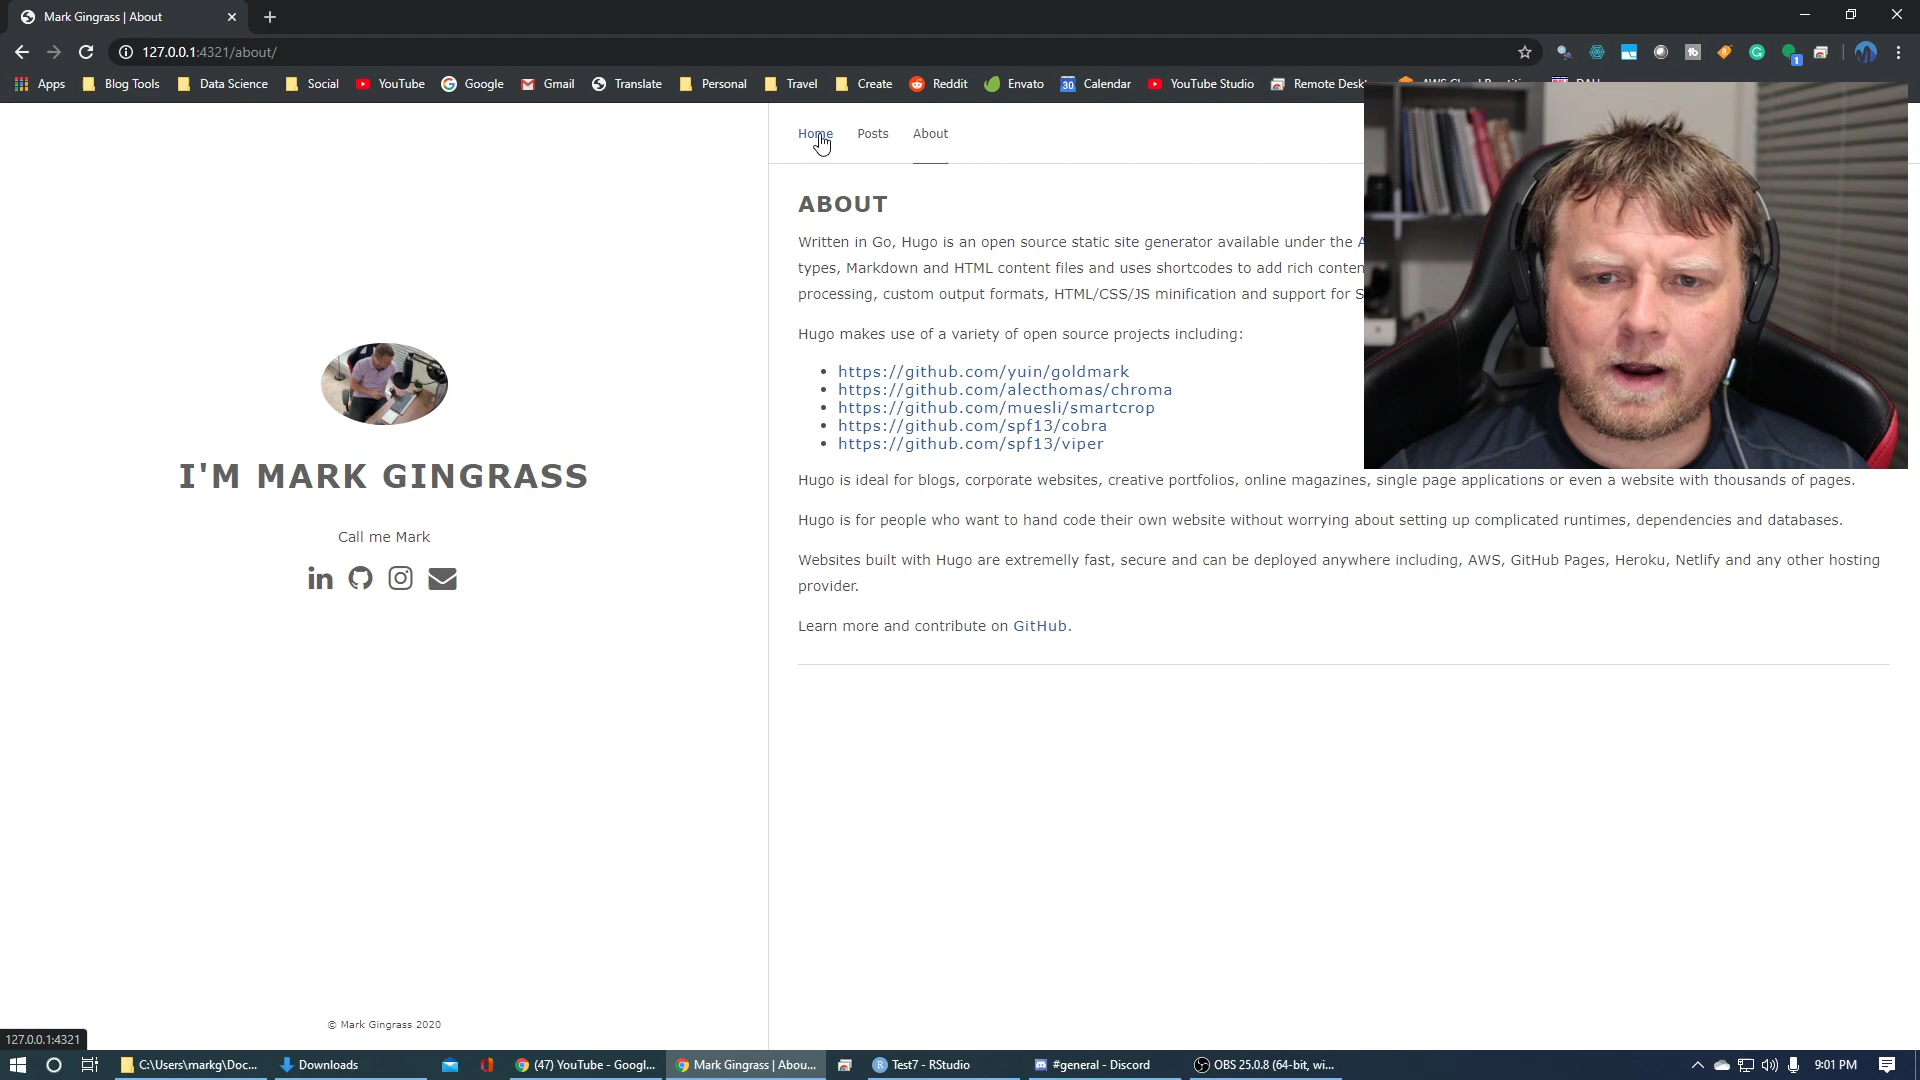 Mark Gingrass | About
127.0.0.1:4321/about/
Apps
Blog Tools
Data Science
Social
YouTube
Google
Gmail
Translate
Personal
Travel
Create
Reddit
Envato
30
Calendar
YouTube Studio
Remote Deskt
1
Home
Posts
About
ABOUT
Written in Go, Hugo is an open source static site generator available under the A
types, Markdown and HTML content files and uses shortcodes to add rich conten
processing, custom output formats, HTML/CSS/JS minification and support for S
Hugo makes use of a variety of open source projects including:
https://github.com/yuin/goldmark
https://github.com/alecthomas/chroma
https://github.com/muesli/smartcrop
https://github.com/spf13/cobra
https://github.com/spf13/viper
Hugo is ideal for blogs, corporate websites, creative portfolios, online magazines, single page applications or even a website with thousands of pages.
Hugo is for people who want to hand code their own website without worrying about setting up complicated runtimes, dependencies and databases.
Websites built with Hugo are extremelly fast, secure and can be deployed anywhere including, AWS, GitHub Pages, Heroku, Netlify and any other hosting
provider.
Learn more and contribute on GitHub.
I'M MARK GINGRASS
Call me Mark
© Mark Gingrass 2020
127.0.0.1:4321
C:\Users\markg\Doc...
Downloads
(47) YouTube - Googl...
Mark Gingrass | Abou...
Test7 - RStudio
#general - Discord
OBS 25.0.8 (64-bit, wi...
9:01 PM